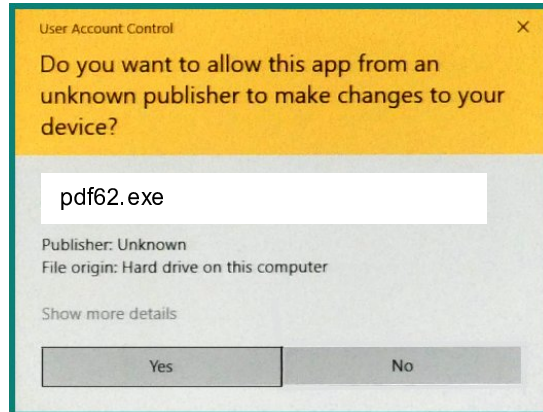 User Account Control
Do you want to allow this app from an
unknown publisher to make changes to your
device?
pdf62.exe
Publisher: Unknown
File origin: Hard drive on this computer
Show more details
Yes
No